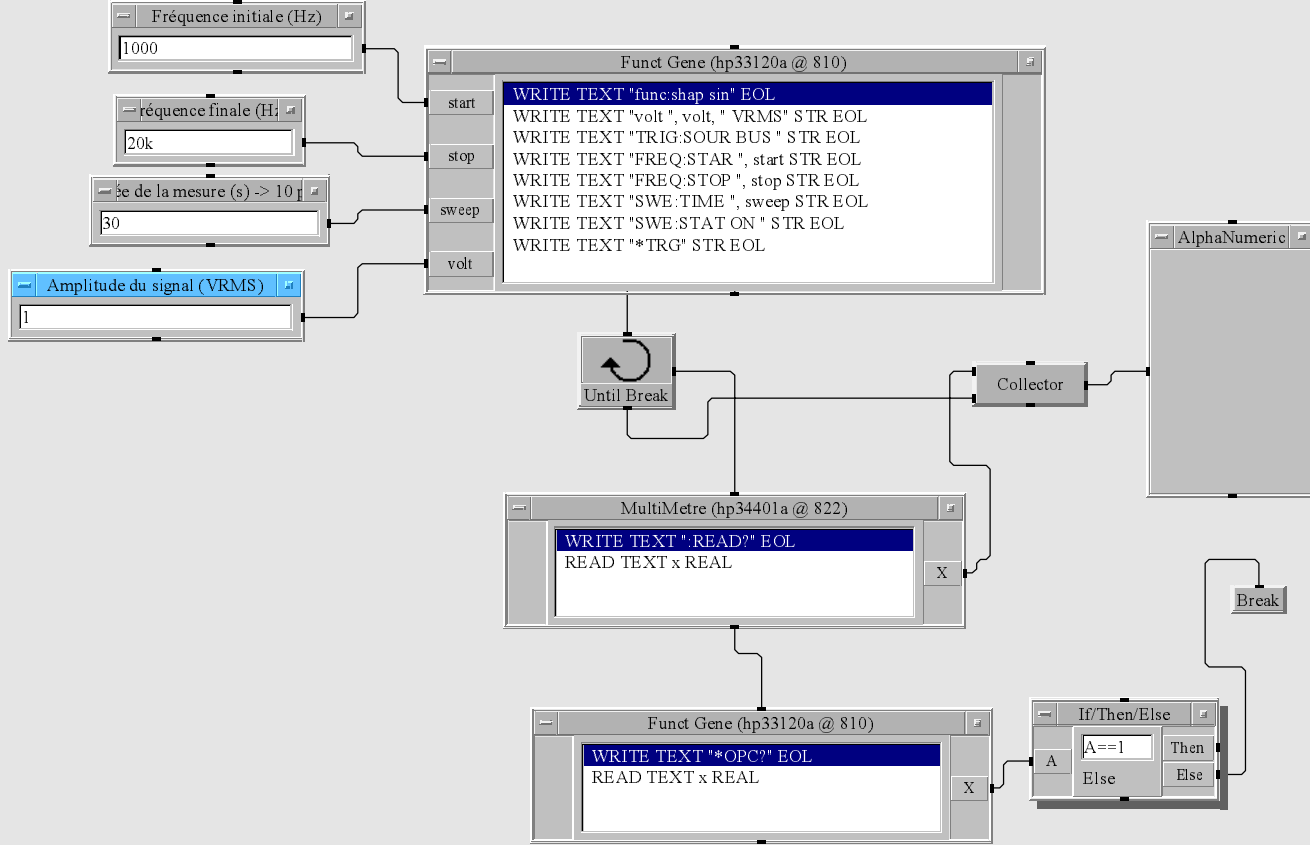 Fréquence initiale (Hz)
1000
réquence finale (Hz
20k
ée de la mesure (s) -> 10 p
30
Amplitude du signal (VRMS)
1
Funct Gene (hp33120a @ 810)
start
stop
sweep
volt
WRITE TEXT "func:shap sin" EOL
WRITE TEXT "volt ", volt, " VRMS" STR EOL
WRITE TEXT "TRIG:SOUR BUS " STR EOL
WRITE TEXT "FREQ:STAR ", start STR EOL
WRITE TEXT "FREQ:STOP ", stop STR EOL
WRITE TEXT "SWE:TIME ", sweep STR EOL
WRITE TEXT "SWE:STAT ON " STR EOL
WRITE TEXT "*TRG" STR EOL
AlphaNumeric
Until Break
Collector
MultiMetre (hp34401a @ 822)
WRITE TEXT ":READ?" EOL
READ TEXT x REAL
X
Break
Funct Gene (hp33120a @ 810)
WRITE TEXT "*OPC?" EOL
READ TEXT x REAL
X
If/Then/Else
A
A==1
Else
Then
Else